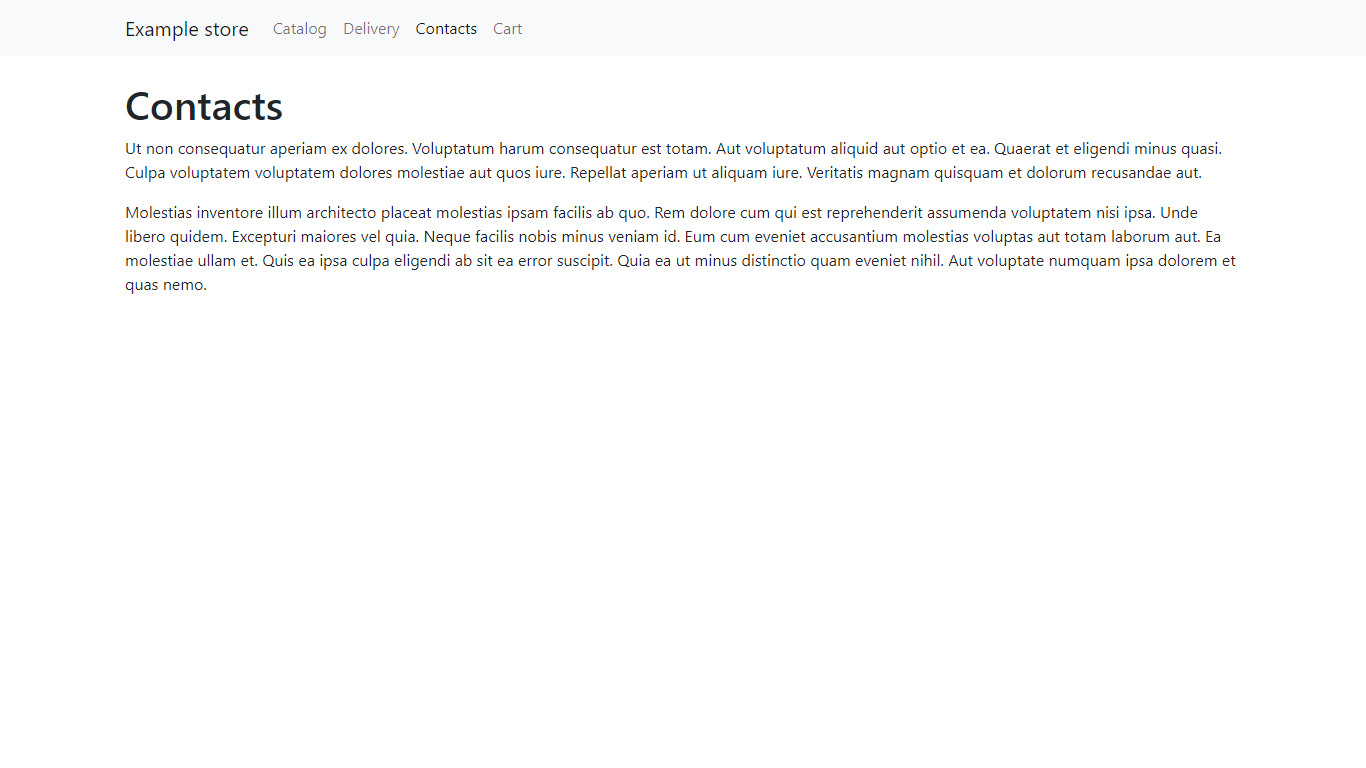 Example store Catalog Delivery Contacts Cart
Contacts
Ut non consequatur aperiam ex dolores. Voluptatum harum consequatur est totam. Aut voluptatum aliquid aut optio et ea. Quaerat et eligendi minus quasi.
Culpa voluptatem voluptatem dolores molestiae aut quos iure. Repellat aperiam ut aliquam iure. Veritatis magnam quisquam et dolorum recusandae aut.
Molestias inventore illum architecto placeat molestias ipsam facilis ab quo. Rem dolore cum qui est reprehenderit assumenda voluptatem nisi ipsa. Unde
libero quidem. Excepturi maiores vel quia. Neque facilis nobis minus veniam id. Eum cum eveniet accusantium molestias voluptas aut totam laborum aut. Ea
molestiae ullam et. Quis ea ipsa culpa eligendi ab sit ea error suscipit. Quia ea ut minus distinctio quam eveniet nihil. Aut voluptate numquam ipsa dolorem et
quas nemo.